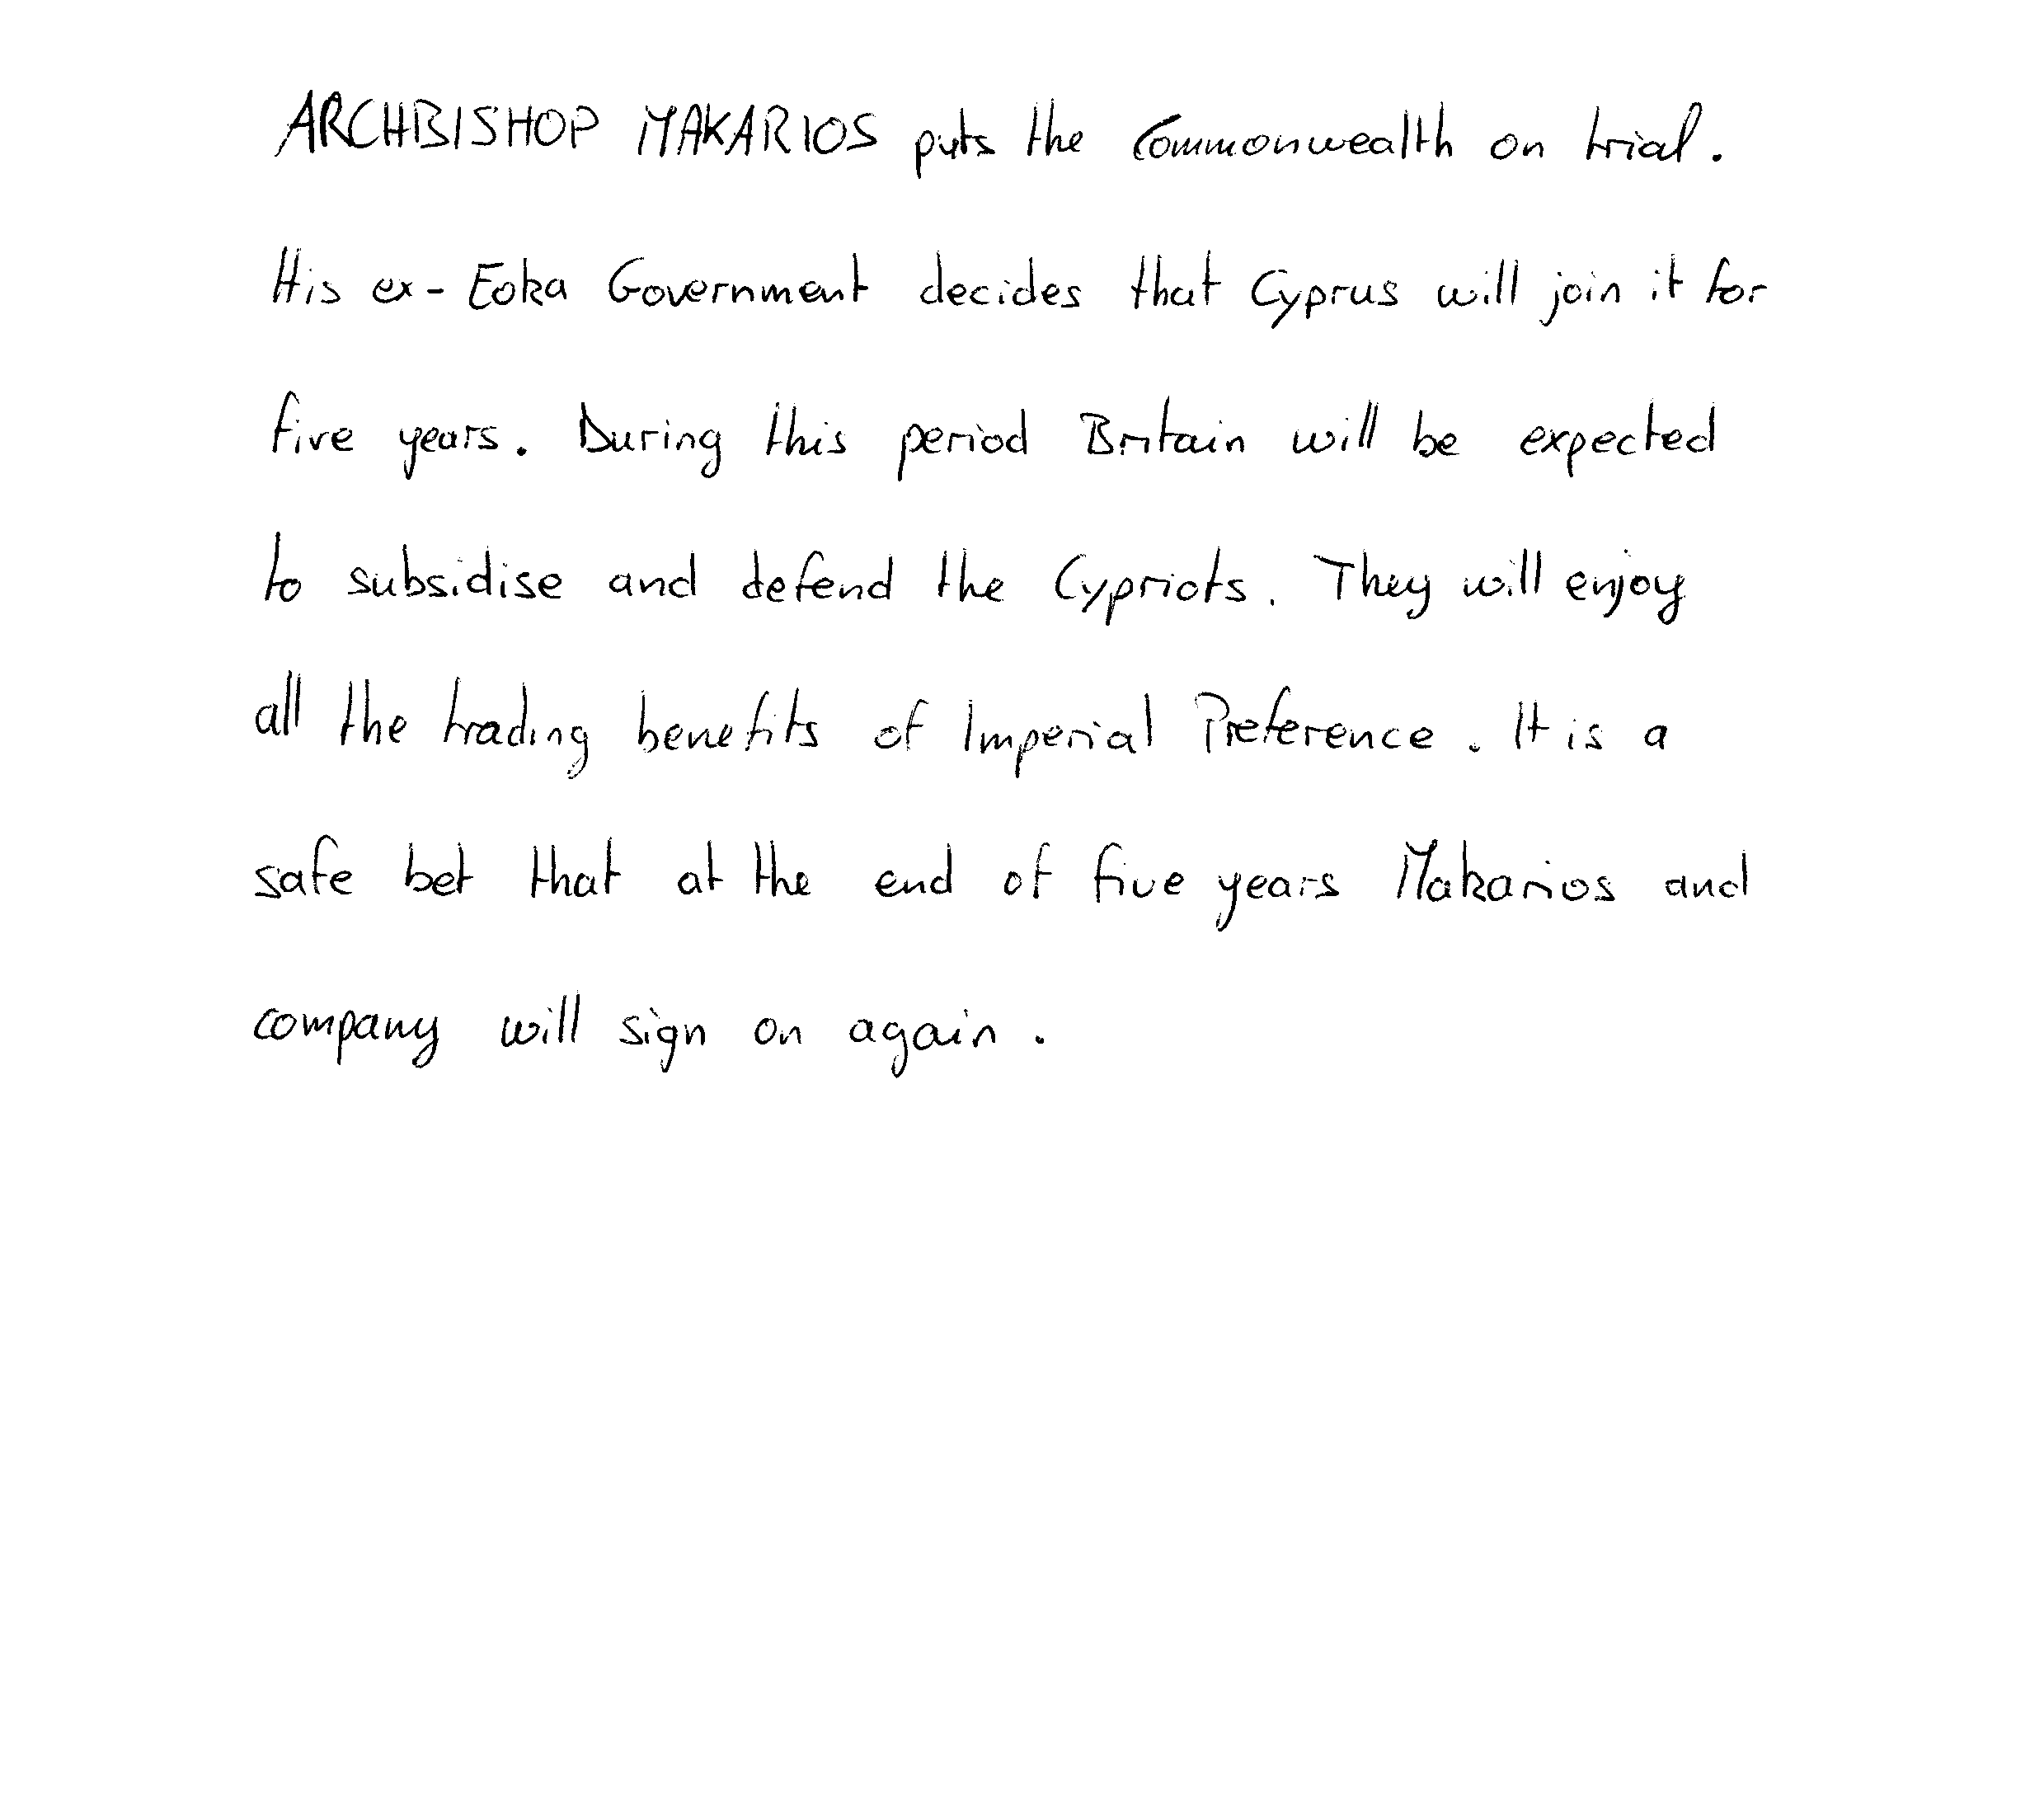 ARCHBISHOP MAKARIOS puts the Commonwealth on trial.
His ex-Eoka Government decides that Cyprus will join it for
five years. During this period Britain will be expected
to subsidise and defend the Cypriots. They will enjoy
all the trading benefits of Imperial Preference. It is a
safe bet that at the end of five years Makarios and
company will sign on again.